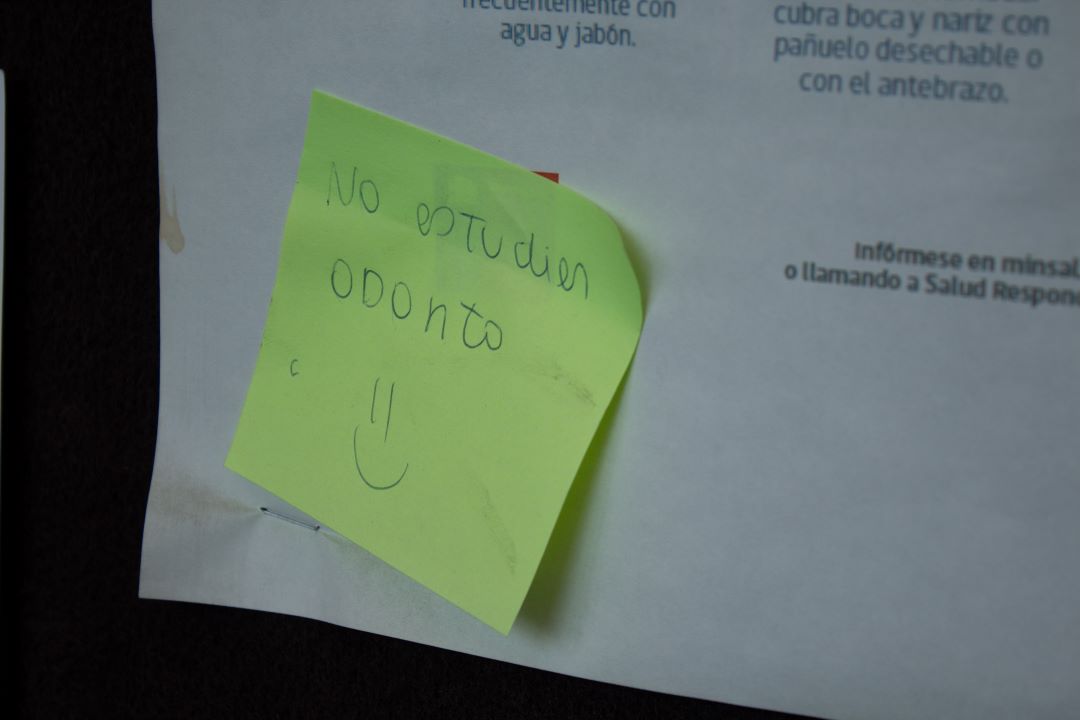 frecuentemente con
agua y jabón.
cubra boca y nariz con
pañuelo desechable o
con el antebrazo.
No estudien
odonto
Infórmese en minsal.
o llamando a Salud Respon